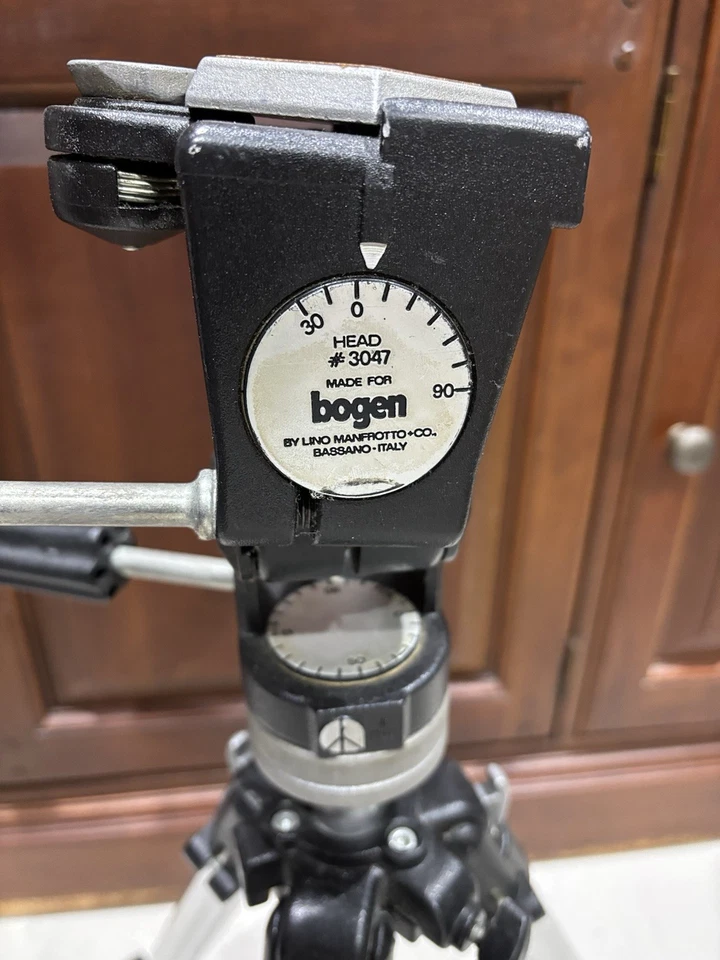 30 0
HEAD
# 3047
MADE FOR
90
bogen
BY LINO MANFROTTO+CO.
BASSANO-ITALY